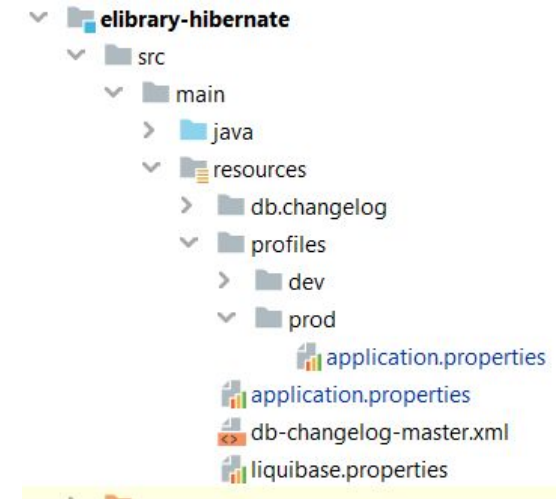 elibrary-hibernate
src
main
java
resources
db.changelog
profiles
dev
prod
application.properties
application.properties
db-changelog-master.xml
liquibase.properties